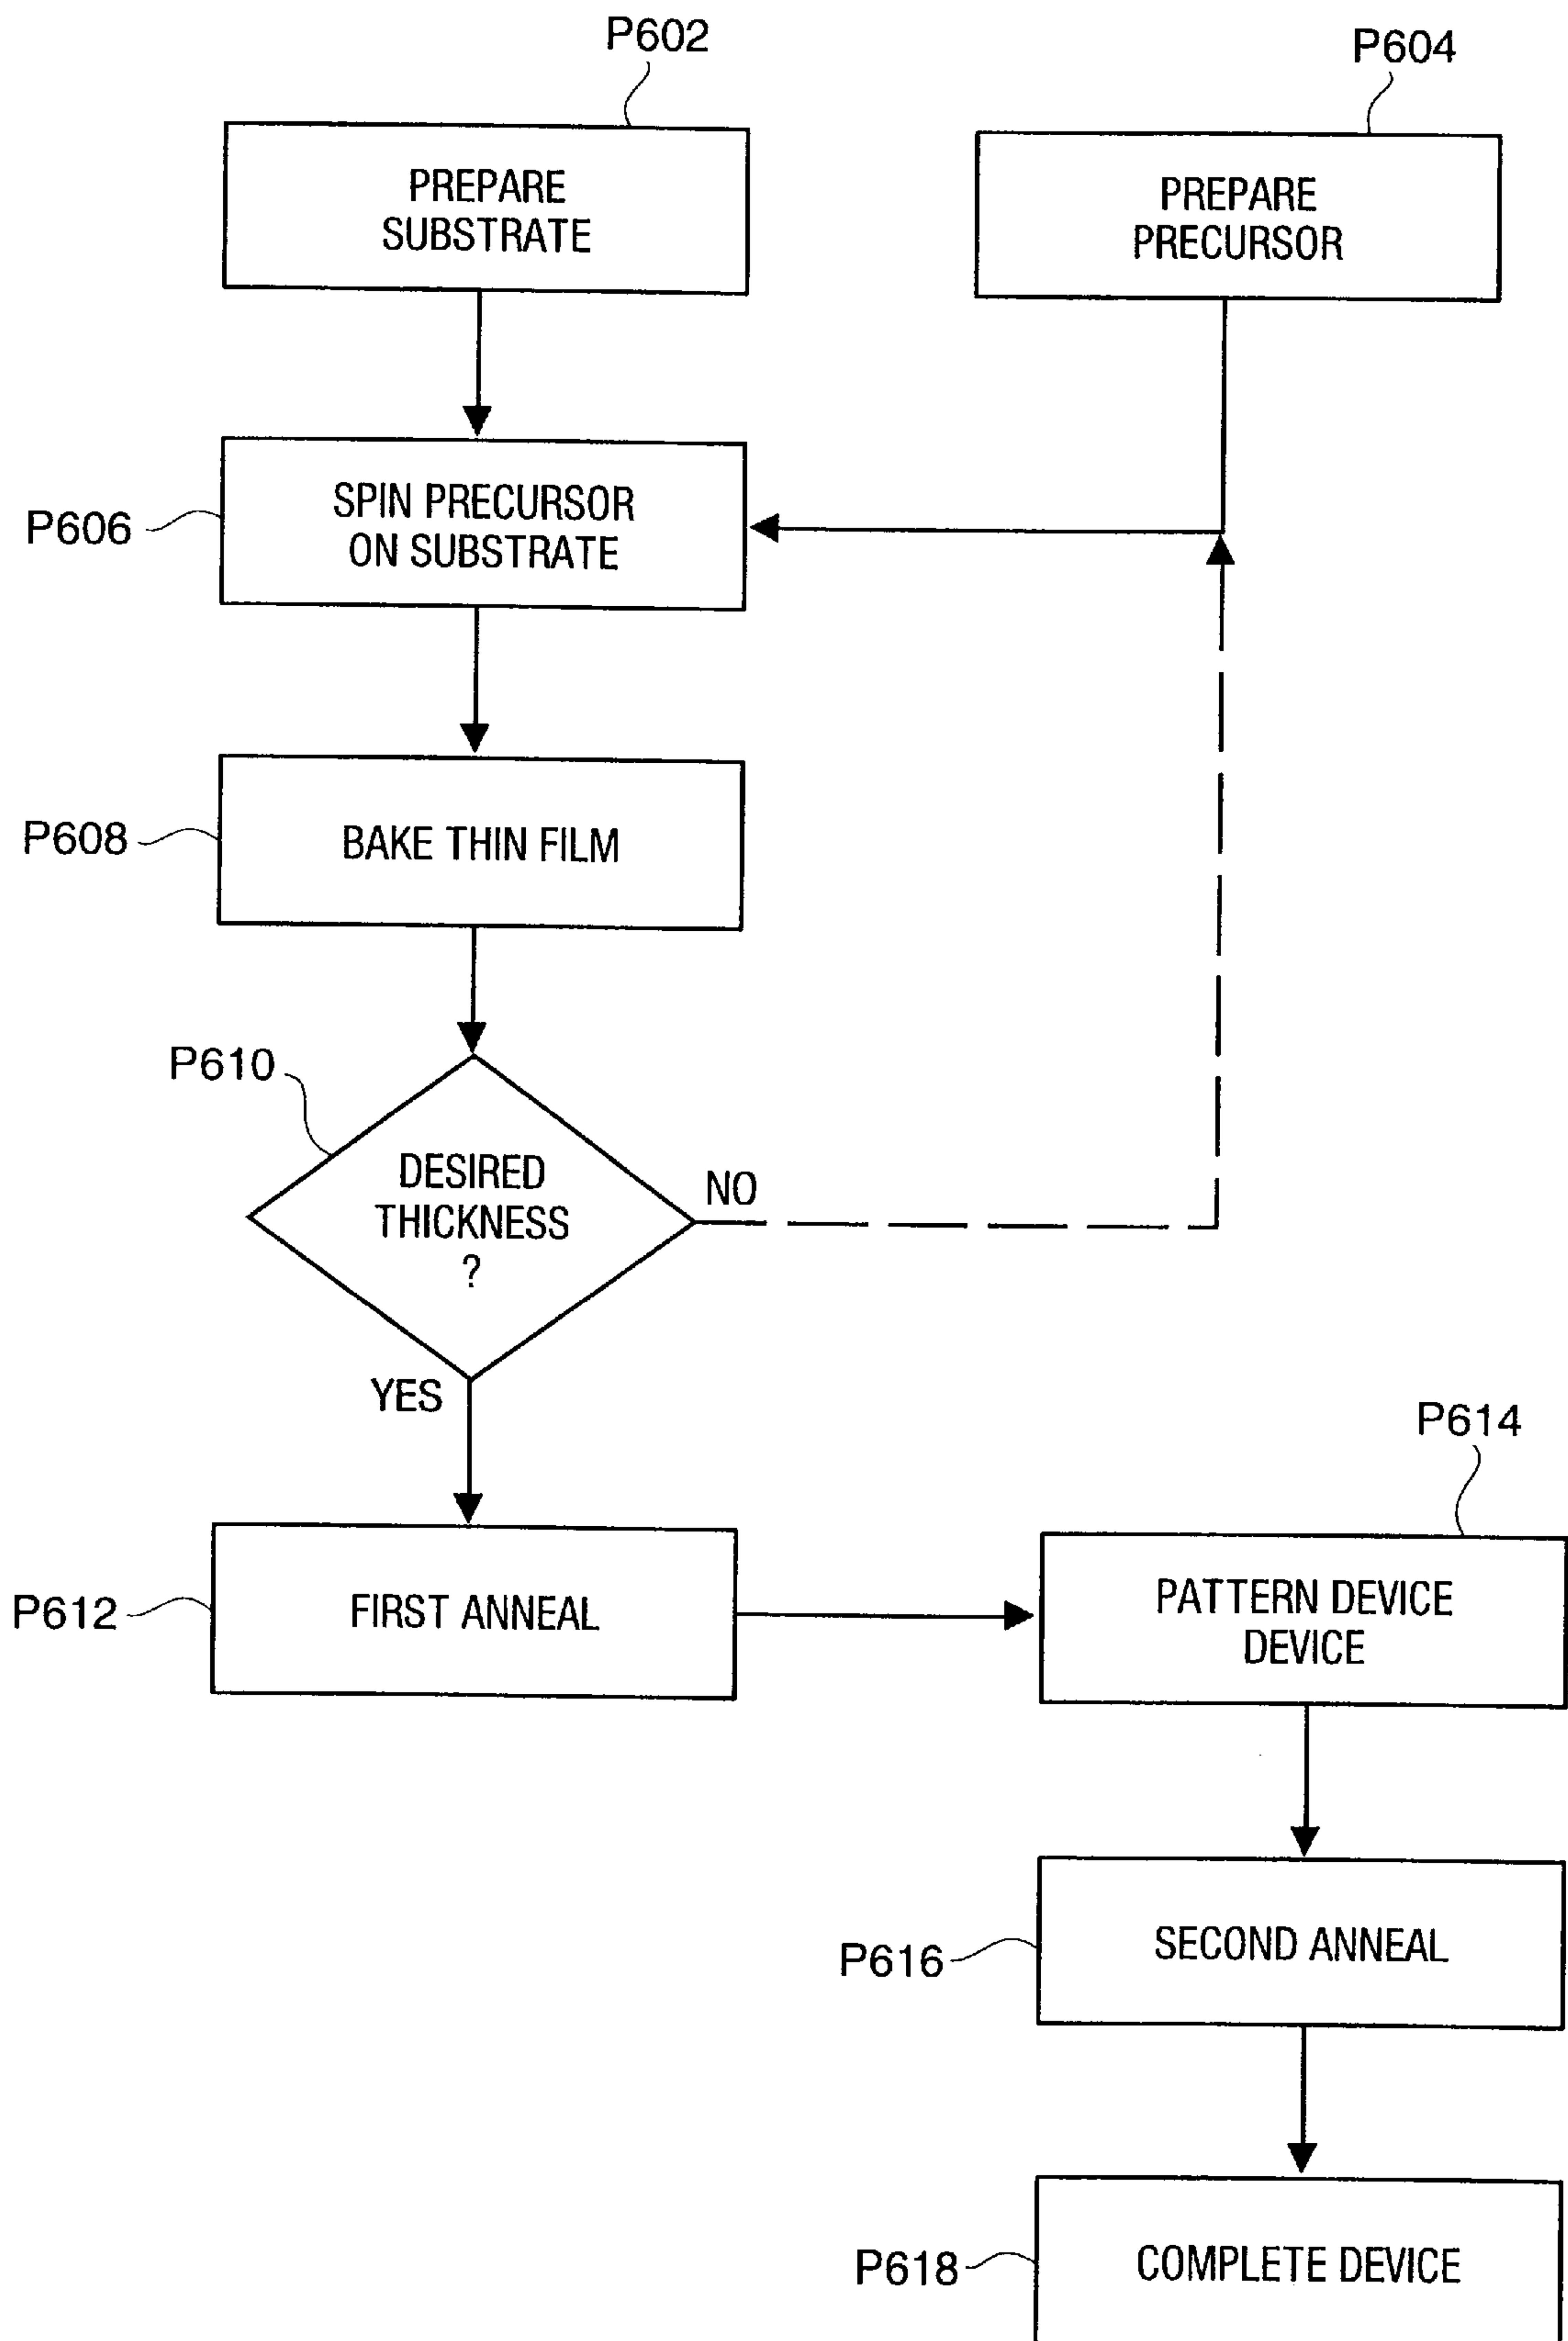 P602
P604
PREPARE
SUBSTRATE
PREPARE
PRECURSOR
P606
SPIN PRECURSOR
ON SUBSTRATE
P608
BAKE THIN FILM
P610
DESIRED
THICKNESS
?
NO
YES
P614
P612
FIRST ANNEAL
PATTERN DEVICE
DEVICE
P616
SECOND ANNEAL
P618
COMPLETE DEVICE